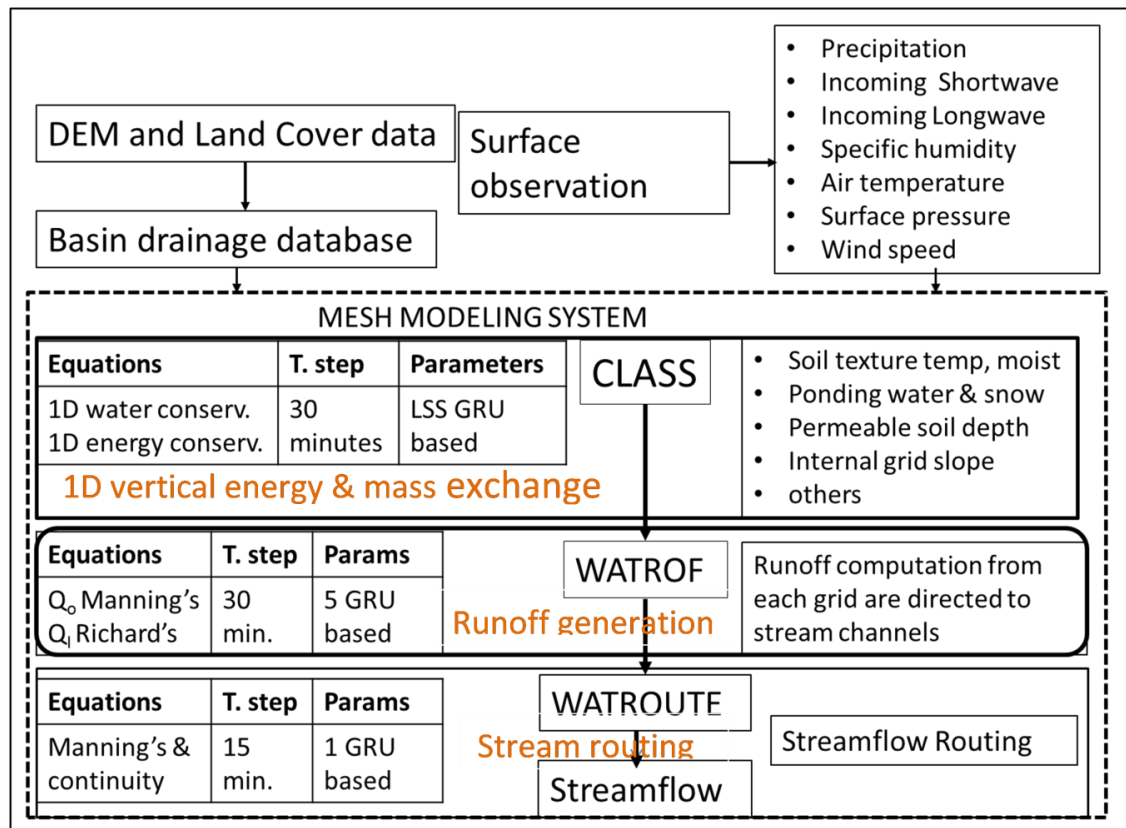 DEM and Land Cover data
Surface
observation
• Precipitation
• Incoming Shortwave
• Incoming Longwave
• Specific humidity
• Air temperature
• Surface pressure
• Wind speed
Basin drainage database
MESH MODELING SYSTEM
Equations T. step Parameters
1D water conserv. 30 LSS GRU
1D energy conserv. minutes based
1D vertical energy & mass exchange
CLASS
• Soil texture temp, moist
• Ponding water & snow
• Permeable soil depth
• Internal grid slope
• others
Equations T. step Params
Qo Manning's 30 5 GRU
Ql Richard's min. based
WATROF
Runoff generation
Runoff computation from
each grid are directed to
stream channels
Equations T. step Params
Manning's & 15 1 GRU
continuity min. based
WATROUTE
Stream routing
Streamflow
Streamflow Routing